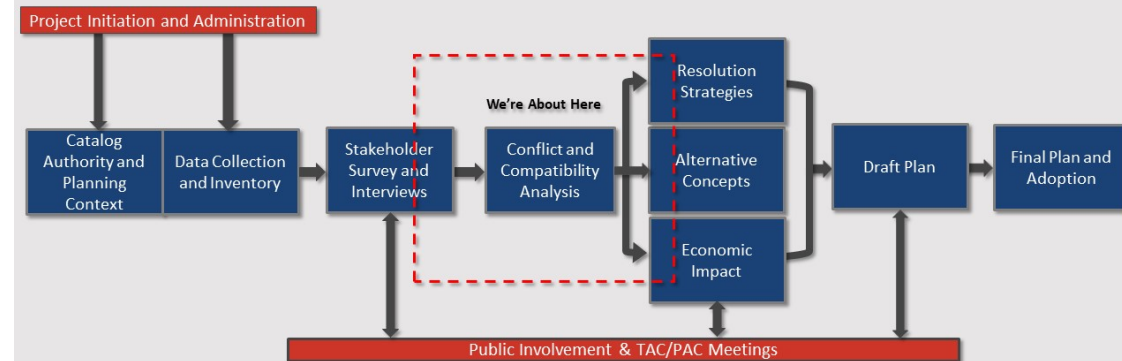 Project Initiation and Administration
Catalog
Authority and
Planning
Context
Data Collection
and Inventory
Stakeholder
Survey and
Interviews
We're About Here
Conflict and
Compatibility
Analysis
Resolution
Strategies
Alternative
Concepts
Economic
Impact
Draft Plan
Final Plan and
Adoption
Public Involvement & TAC/PAC Meetings